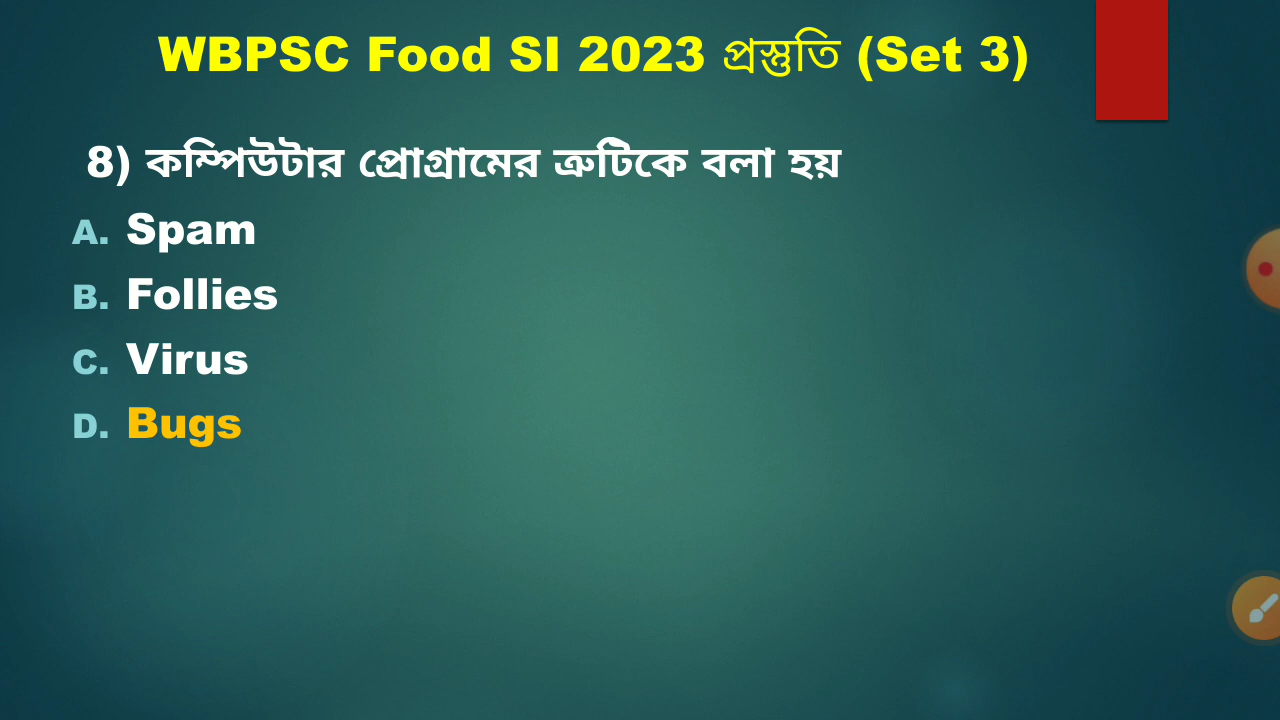 WBPSC Food SI 2023 প্রস্তুতি (Set 3)
8) কম্পিউটার প্রোগ্রামের ত্রুটিকে বলা হয়
A. Spam
B. Follies
C. Virus
D. Bugs